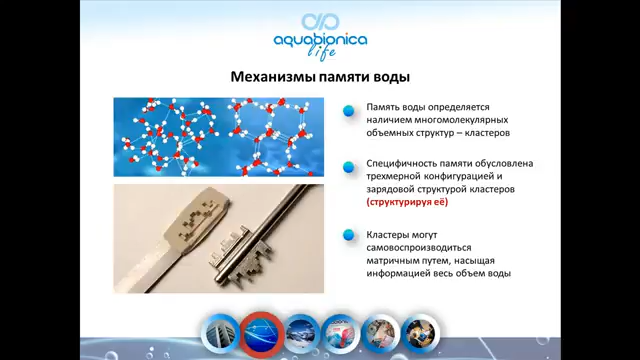 aquabionica
life
Механизмы памяти воды
Память воды определяется
наличием многомолекулярных
объемных структур – кластеров
Специфичность памяти обусловлена
трехмерной конфигурацией и
зарядовой структурой кластеров
(структурируя её)
Кластеры могут
самовоспроизводиться
матричным путем, насыщая
информацией весь объем воды